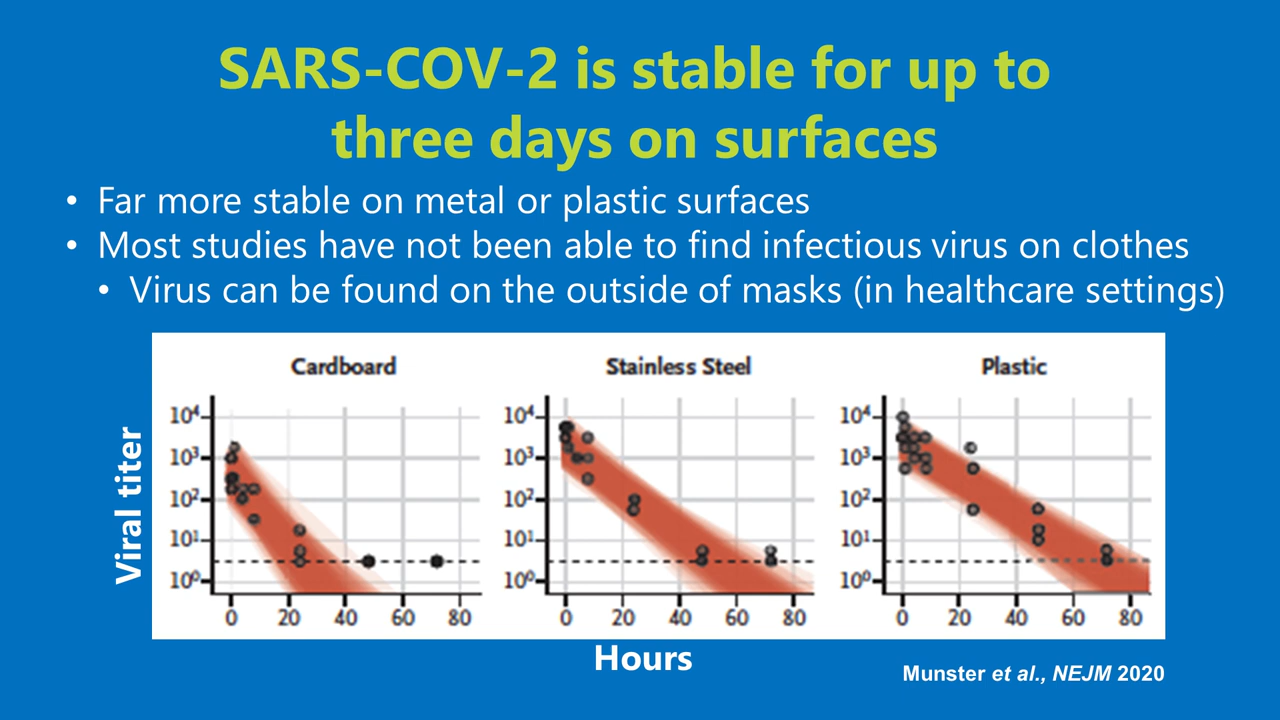 SARS-COV-2 is stable for up to
three days on surfaces
• Far more stable on metal or plastic surfaces
• Most studies have not been able to find infectious virus on clothes
• Virus can be found on the outside of masks (in healthcare settings)
Cardboard Stainless Steel Plastic
Viral titer
10⁴ 10⁴ 10⁴
10³ 10³ 10³
10² 10² 10²
10¹ 10¹ 10¹
10⁰ 10⁰ 10⁰
0 20 40 60 80 0 20 40 60 80 0 20 40 60 80
Hours
Munster et al., NEJM 2020